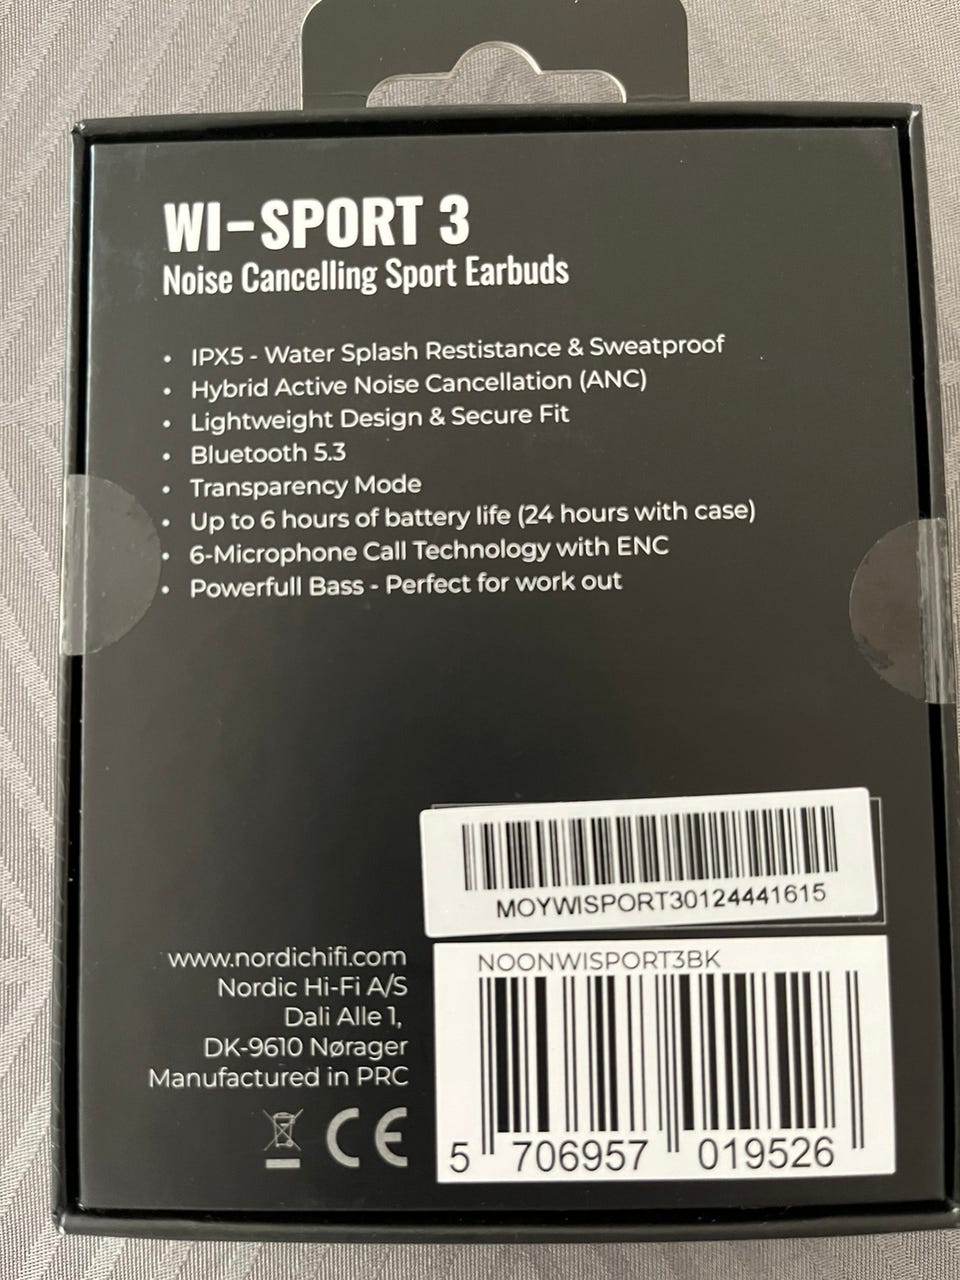 WI-SPORT 3
Noise Cancelling Sport Earbuds
• IPX5 - Water Splash Restistance & Sweatproof
• Hybrid Active Noise Cancellation (ANC)
• Lightweight Design & Secure Fit
• Bluetooth 5.3
• Transparency Mode
• Up to 6 hours of battery life (24 hours with case)
• 6-Microphone Call Technology with ENC
• Powerfull Bass - Perfect for work out
MOYWISPORT30124441615
www.nordichifi.com
Nordic Hi-Fi A/S
Dali Alle 1,
DK-9610 Nørager
Manufactured in PRC
CE
NOONWISPORT3BK
5 706957 019526